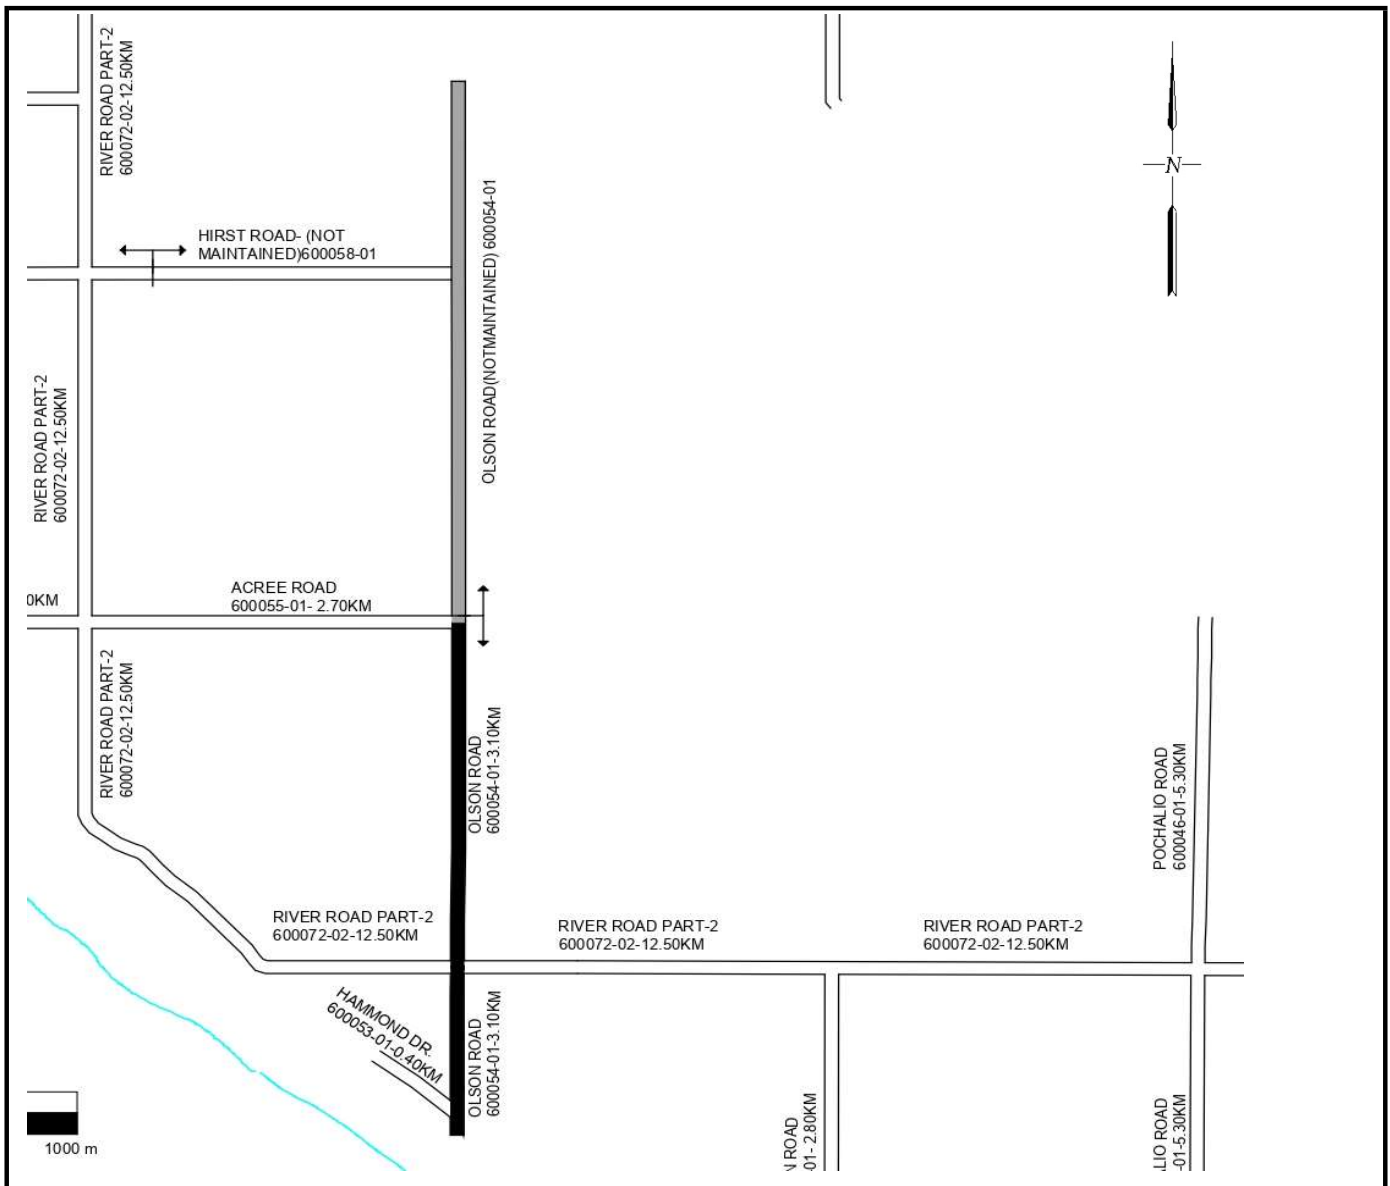 RIVER ROAD PART-2
600072-02-12.50KM
N
HIRST ROAD- (NOT
MAINTAINED)600058-01
OLSON ROAD(NOTMAINTAINED) 600054-01
RIVER ROAD PART-2
600072-02-12.50KM
0KM
ACREE ROAD
600055-01- 2.70KM
RIVER ROAD PART-2
600072-02-12.50KM
OLSON ROAD
600054-01-3.10KM
POCHALIO ROAD
600046-01-5.30KM
RIVER ROAD PART-2
600072-02-12.50KM
RIVER ROAD PART-2
600072-02-12.50KM
RIVER ROAD PART-2
600072-02-12.50KM
HAMMOND DR.
600053-01-0.40KM
OLSON ROAD
600054-01-3.10KM
N ROAD
01- 2.80KM
LIO ROAD
-01-5.30KM
1000 m